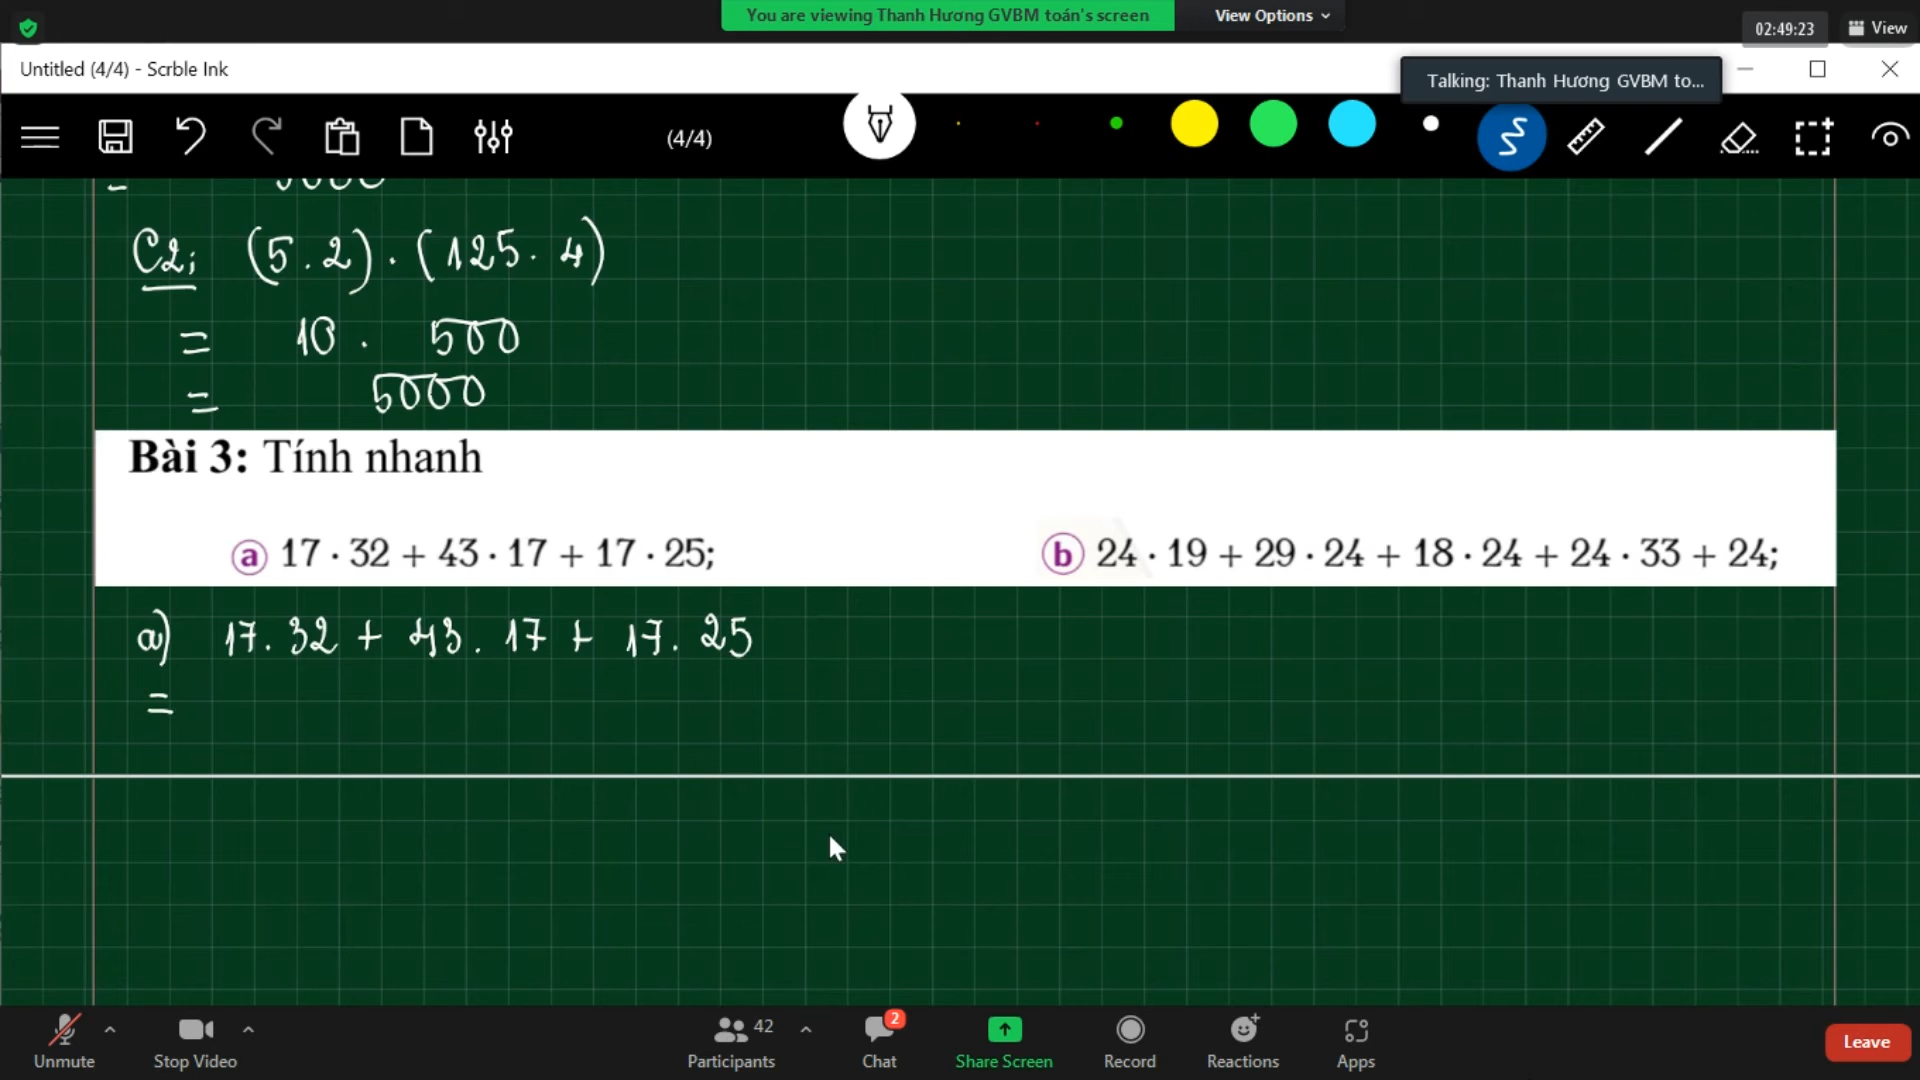 You are viewing Thanh Hương GVBM toán's screen
View Options
02:49:23
View
Untitled (4/4) - Scrble Ink
Talking: Thanh Hương GVBM to...
(4/4)
C2; (5.2).(125.4)
= 10 . 500
= 5000
Bài 3: Tính nhanh
a 17 · 32 + 43 · 17 + 17 · 25;
b 24 · 19 + 29 · 24 + 18 · 24 + 24 · 33 + 24;
a) 17.32 + 43.17 + 17.25
=
Unmute
Stop Video
42
Participants
2
Chat
Share Screen
Record
Reactions
Apps
Leave